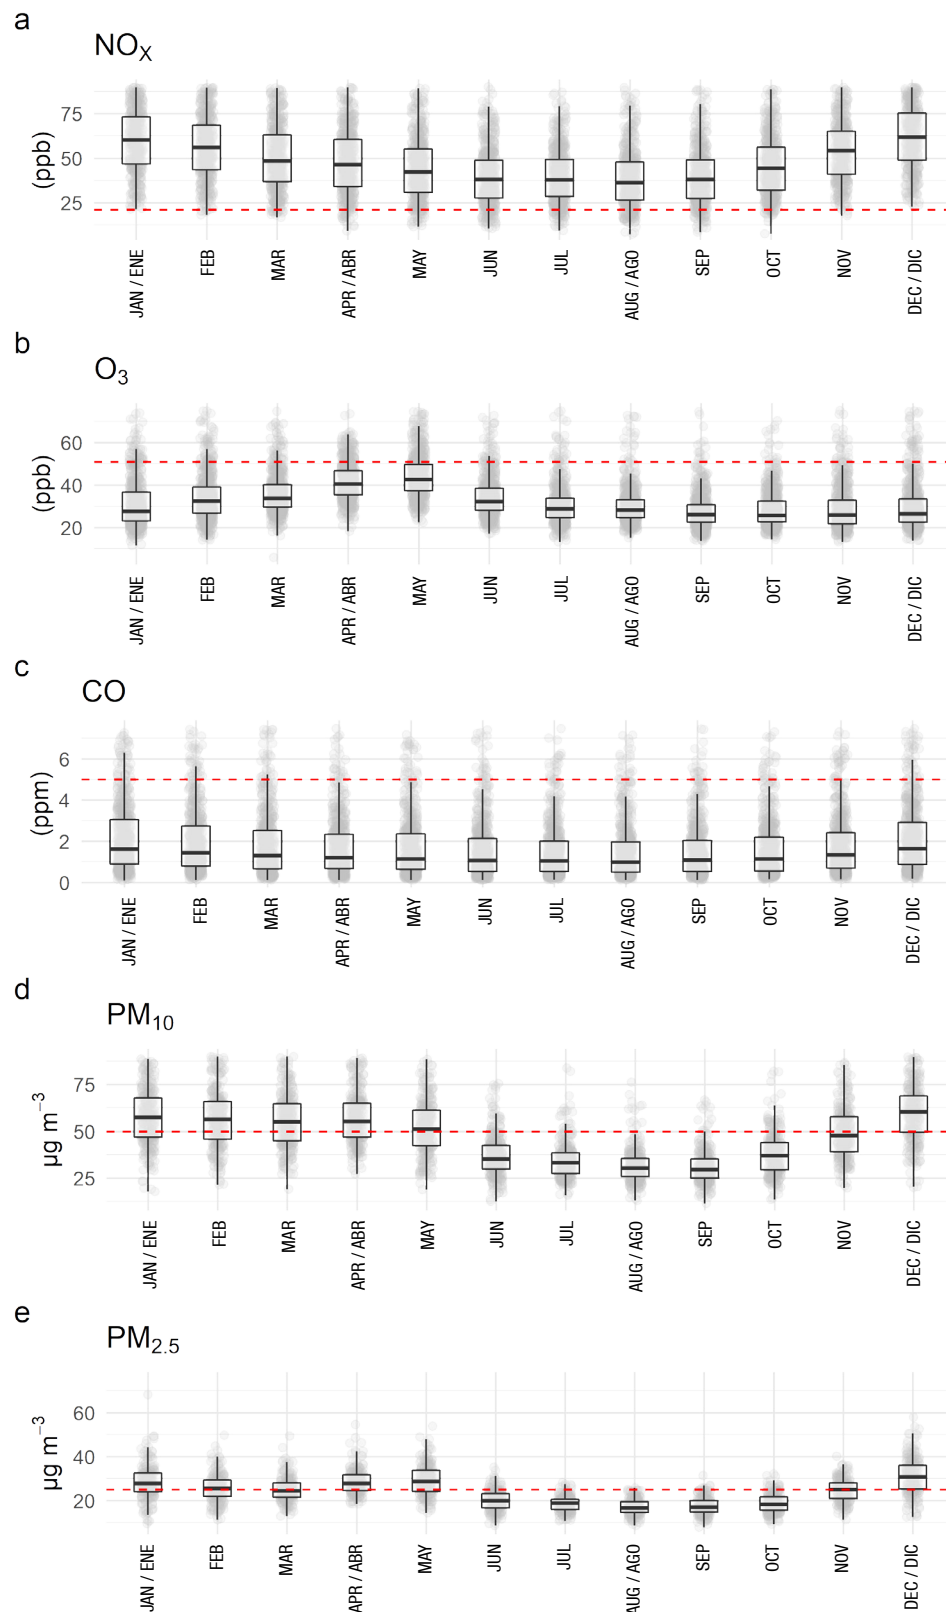 a
NOX
(ppb)
75
50
25
JAN / ENE
FEB
MAR
APR / ABR
MAY
JUN
JUL
AUG / AGO
SEP
OCT
NOV
DEC / DIC
b
O3
(ppb)
60
40
20
JAN / ENE
FEB
MAR
APR / ABR
MAY
JUN
JUL
AUG / AGO
SEP
OCT
NOV
DEC / DIC
c
CO
(ppm)
6
4
2
0
JAN / ENE
FEB
MAR
APR / ABR
MAY
JUN
JUL
AUG / AGO
SEP
OCT
NOV
DEC / DIC
d
PM10
µg m−3
75
50
25
JAN / ENE
FEB
MAR
APR / ABR
MAY
JUN
JUL
AUG / AGO
SEP
OCT
NOV
DEC / DIC
e
PM2.5
µg m−3
60
40
20
JAN / ENE
FEB
MAR
APR / ABR
MAY
JUN
JUL
AUG / AGO
SEP
OCT
NOV
DEC / DIC